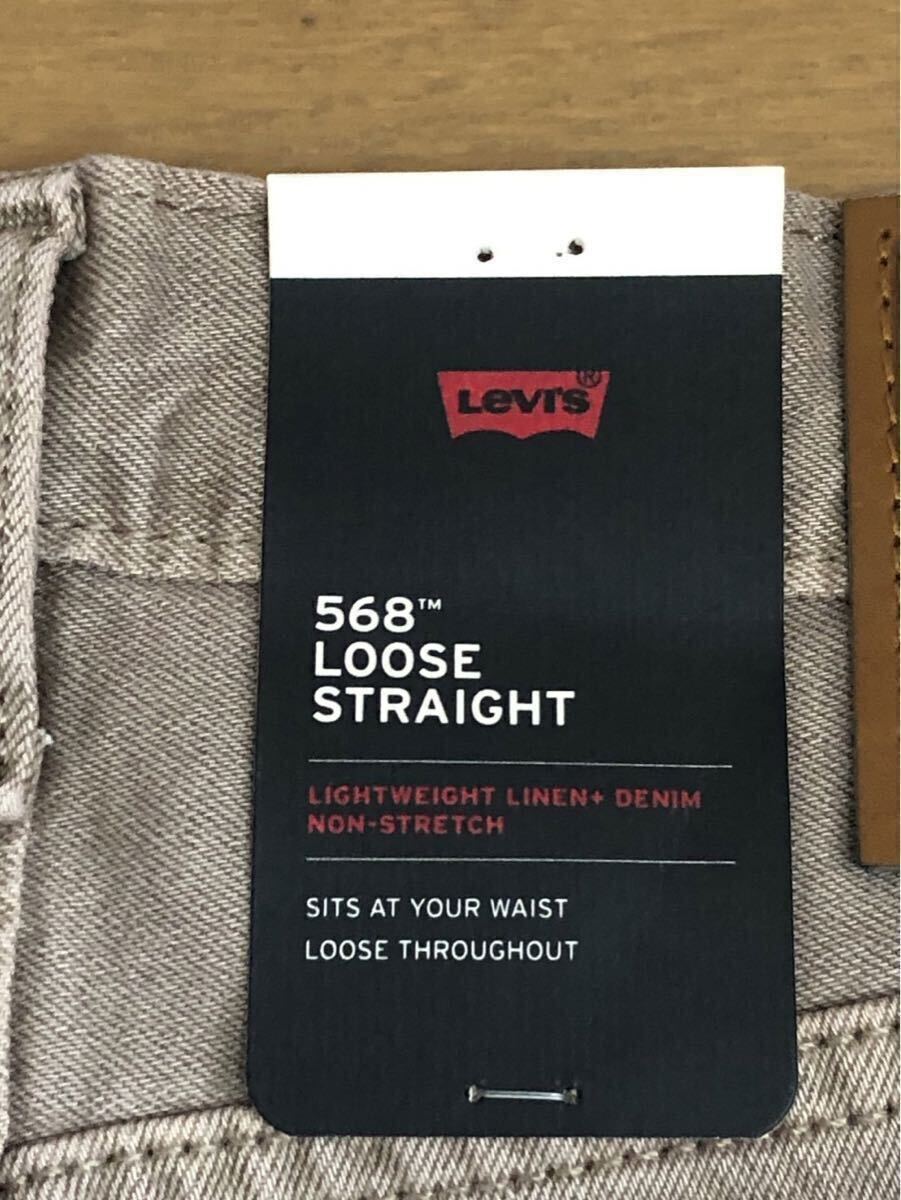 Levi's®
568™
LOOSE
STRAIGHT
LIGHTWEIGHT LINEN+ DENIM
NON-STRETCH
SITS AT YOUR WAIST
LOOSE THROUGHOUT